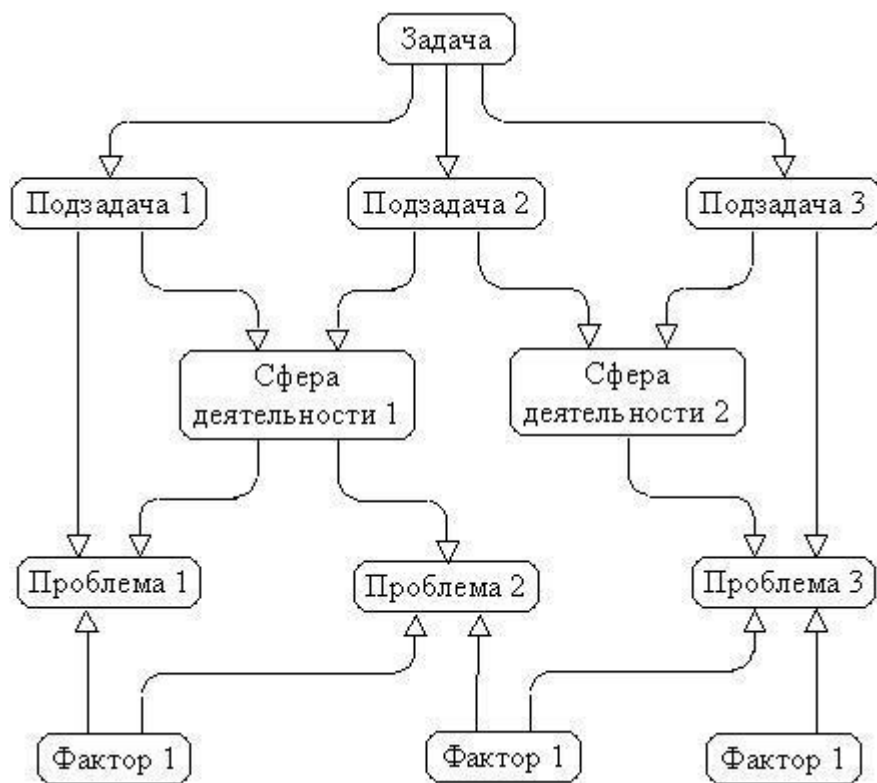 Задача
Подзадача 1
Подзадача 2
Подзадача 3
Сфера
деятельности 1
Сфера
деятельности 2
Проблема 1
Проблема 2
Проблема 3
Фактор 1
Фактор 1
Фактор 1